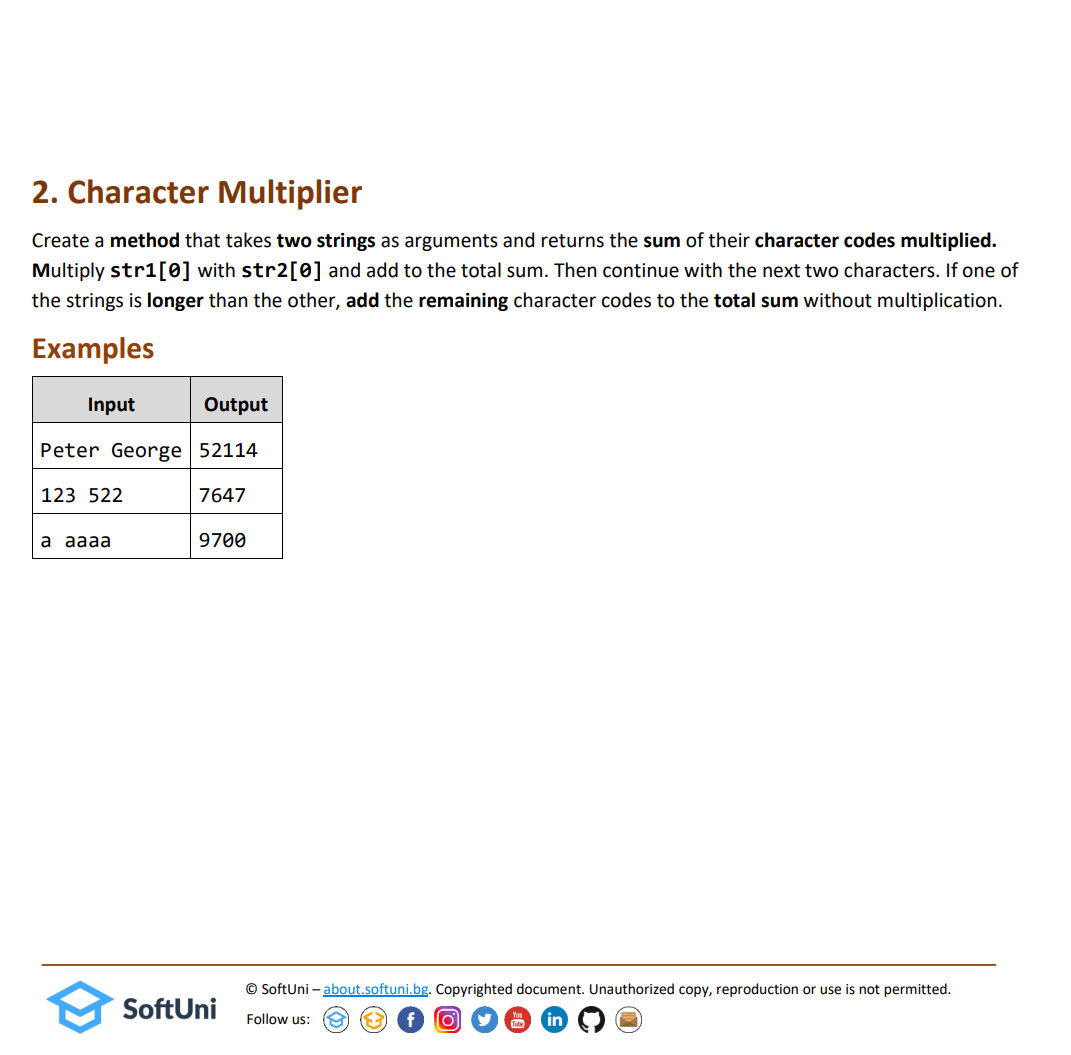 2. Character Multiplier
Create a method that takes two strings as arguments and returns the sum of their character codes multiplied.
Multiply str1[0] with str2[0] and add to the total sum. Then continue with the next two characters. If one of
the strings is longer than the other, add the remaining character codes to the total sum without multiplication.
Examples
Input Output
Peter George 52114
123 522 7647
a aaaa 9700
SoftUni
© SoftUni – about.softuni.bg. Copyrighted document. Unauthorized copy, reproduction or use is not permitted.
Follow us: f You Tube in